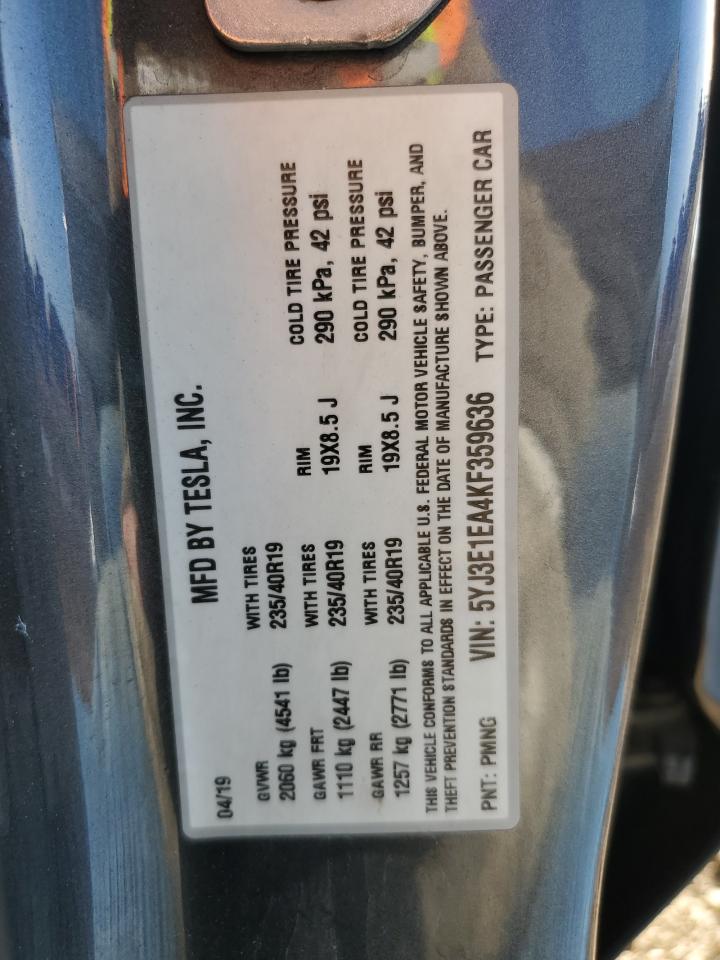 MFD BY TESLA, INC.
04/19
GVWR WITH TIRES
2060 kg (4541 lb) 235/40R19
GAWR FRT WITH TIRES RIM COLD TIRE PRESSURE
1110 kg (2447 lb) 235/40R19 19X8.5 J 290 kPa, 42 psi
GAWR RR WITH TIRES RIM COLD TIRE PRESSURE
1257 kg (2771 lb) 235/40R19 19X8.5 J 290 kPa, 42 psi
THIS VEHICLE CONFORMS TO ALL APPLICABLE U.S. FEDERAL MOTOR VEHICLE SAFETY, BUMPER, AND
THEFT PREVENTION STANDARDS IN EFFECT ON THE DATE OF MANUFACTURE SHOWN ABOVE.
PNT: PMNG VIN: 5YJ3E1EA4KF359636 TYPE: PASSENGER CAR